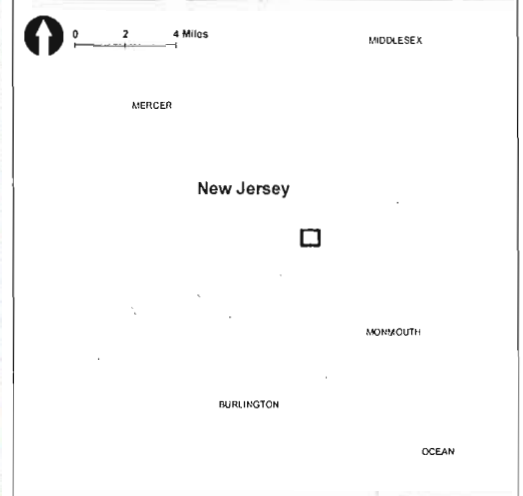 0 2 4 Miles
MIDDLESEX
MERCER
New Jersey
MONMOUTH
BURLINGTON
OCEAN